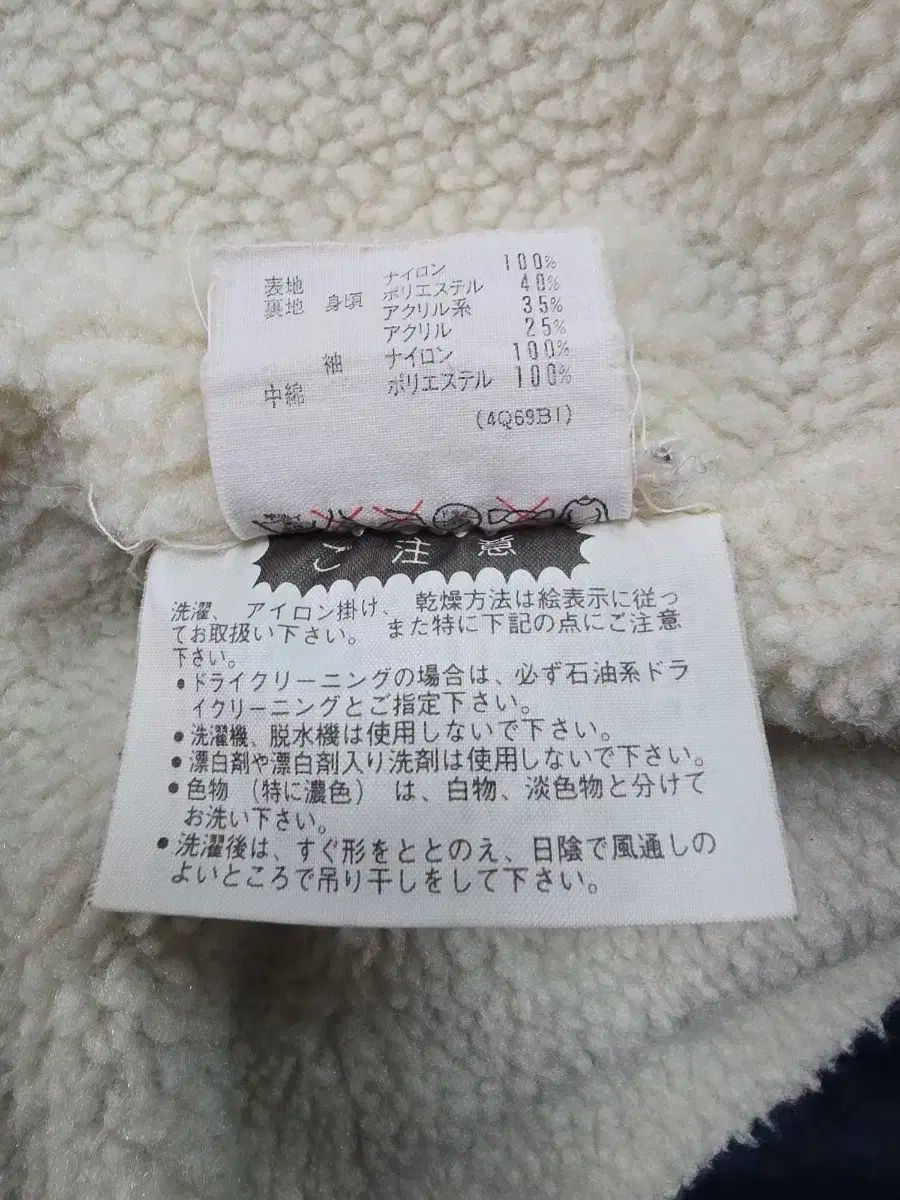 表地 ナイロン 100%
裏地 身頃 ポリエステル 40%
アクリル系 35%
アクリル 25%
袖 ナイロン 100%
中綿 ポリエステル 100%
(4Q69B1)
ご注意
洗濯、アイロン掛け、乾燥方法は絵表示に従っ
てお取扱い下さい。また特に下記の点にご注意
下さい。
•ドライクリーニングの場合は、必ず石油系ドラ
イクリーニングとご指定下さい。
•洗濯機、脱水機は使用しないで下さい。
•漂白剤や漂白剤入り洗剤は使用しないで下さい。
•色物(特に濃色)は、白物、淡色物と分けて
お洗い下さい。
•洗濯後は、すぐ形をととのえ、日陰で風通しの
よいところで吊り干しをして下さい。